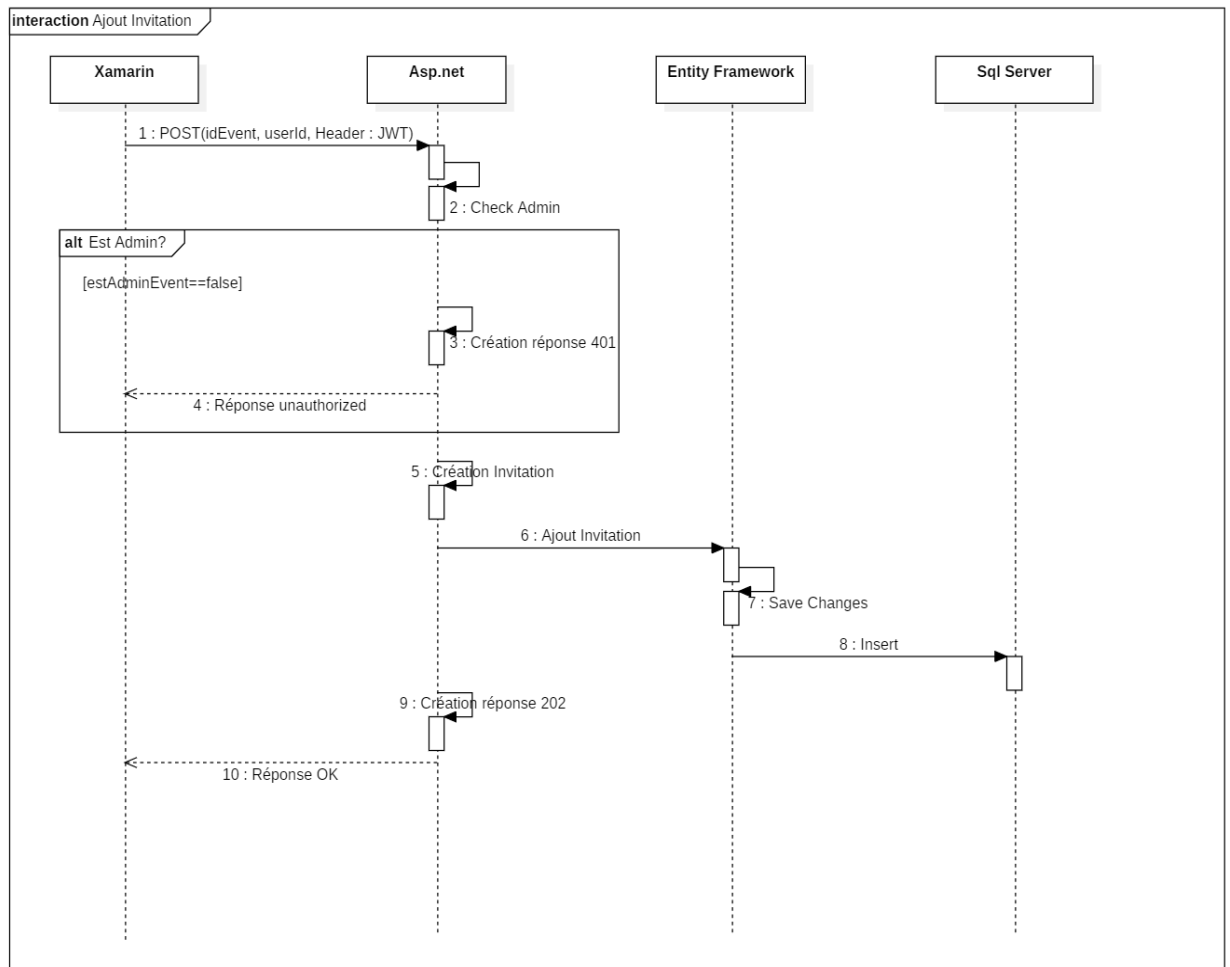 interaction Ajout Invitation
Xamarin
Asp.net
Entity Framework
Sql Server
1 : POST(idEvent, userId, Header : JWT)
2 : Check Admin
alt Est Admin?
[estAdminEvent==false]
3 : Création réponse 401
4 : Réponse unauthorized
5 : Création Invitation
6 : Ajout Invitation
7 : Save Changes
8 : Insert
9 : Création réponse 202
10 : Réponse OK